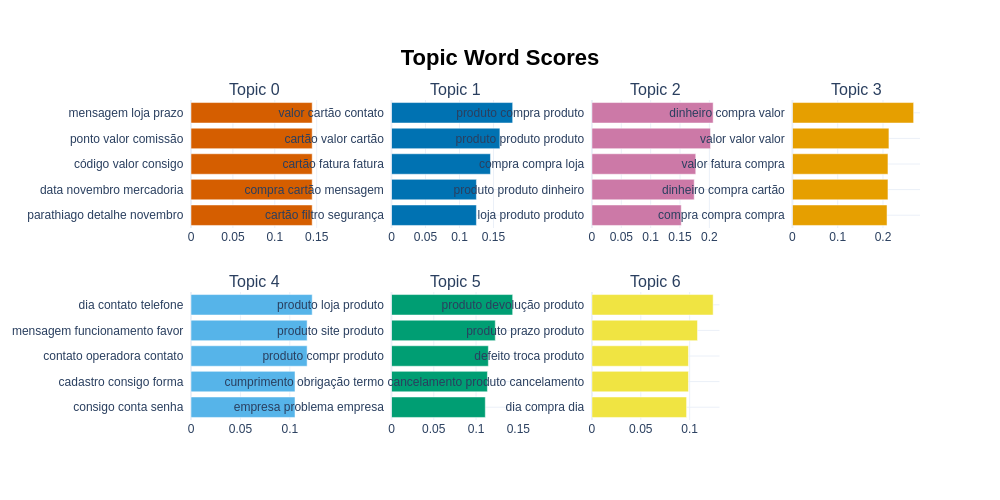 Topic Word Scores
Topic 0
mensagem loja prazo
ponto valor comissão
código valor consigo
data novembro mercadoria
parathiago detalhe novembro
0 0.05 0.1 0.15
Topic 1
valor cartão contato
cartão valor cartão
cartão fatura fatura
compra cartão mensagem
cartão filtro segurança
0 0.05 0.1 0.15
Topic 2
produto compra produto
produto produto produto
compra compra loja
produto produto dinheiro
loja produto produto
0 0.05 0.1 0.15 0.2
Topic 3
dinheiro compra valor
valor valor valor
valor fatura compra
dinheiro compra cartão
compra compra compra
0 0.1 0.2
Topic 4
dia contato telefone
mensagem funcionamento favor
contato operadora contato
cadastro consigo forma
consigo conta senha
0 0.05 0.1
Topic 5
produto loja produto
produto site produto
produto compr produto
cumprimento obrigação termo
empresa problema empresa
0 0.05 0.1 0.15
Topic 6
produto devolução produto
produto prazo produto
defeito troca produto
cancelamento produto cancelamento
dia compra dia
0 0.05 0.1